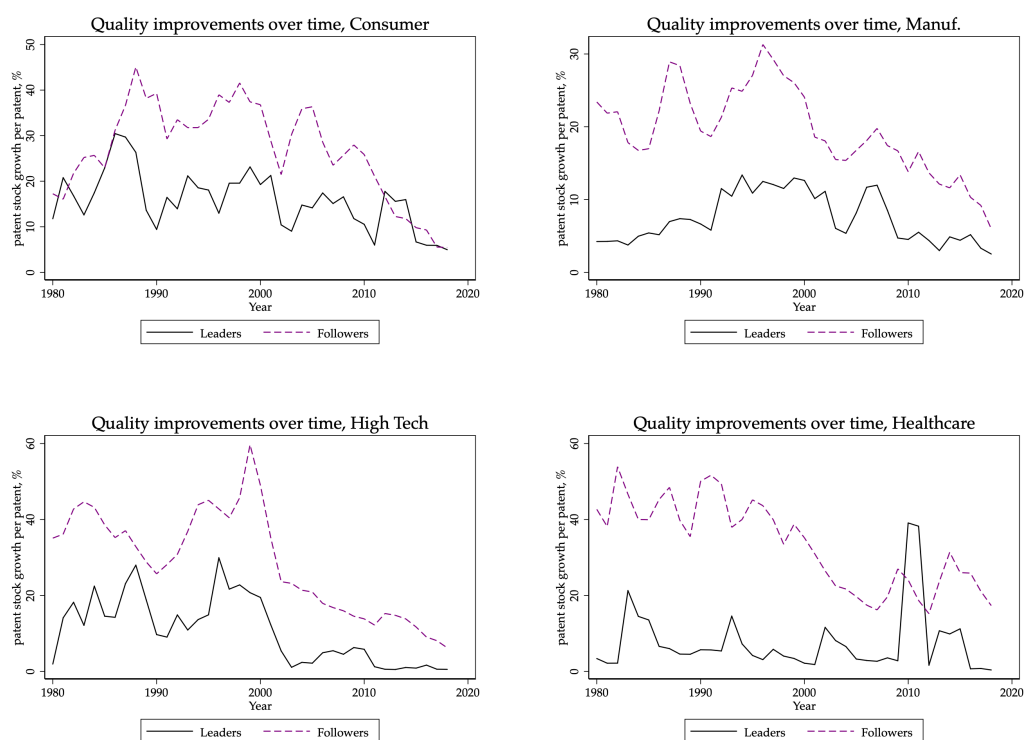 Quality improvements over time, Consumer
patent stock growth per patent, %
50
40
30
20
10
0
1980 1990 2000 2010 2020
Year
Leaders Followers
Quality improvements over time, Manuf.
patent stock growth per patent, %
30
20
10
0
1980 1990 2000 2010 2020
Year
Leaders Followers
Quality improvements over time, High Tech
patent stock growth per patent, %
60
40
20
0
1980 1990 2000 2010 2020
Year
Leaders Followers
Quality improvements over time, Healthcare
patent stock growth per patent, %
60
40
20
0
1980 1990 2000 2010 2020
Year
Leaders Followers